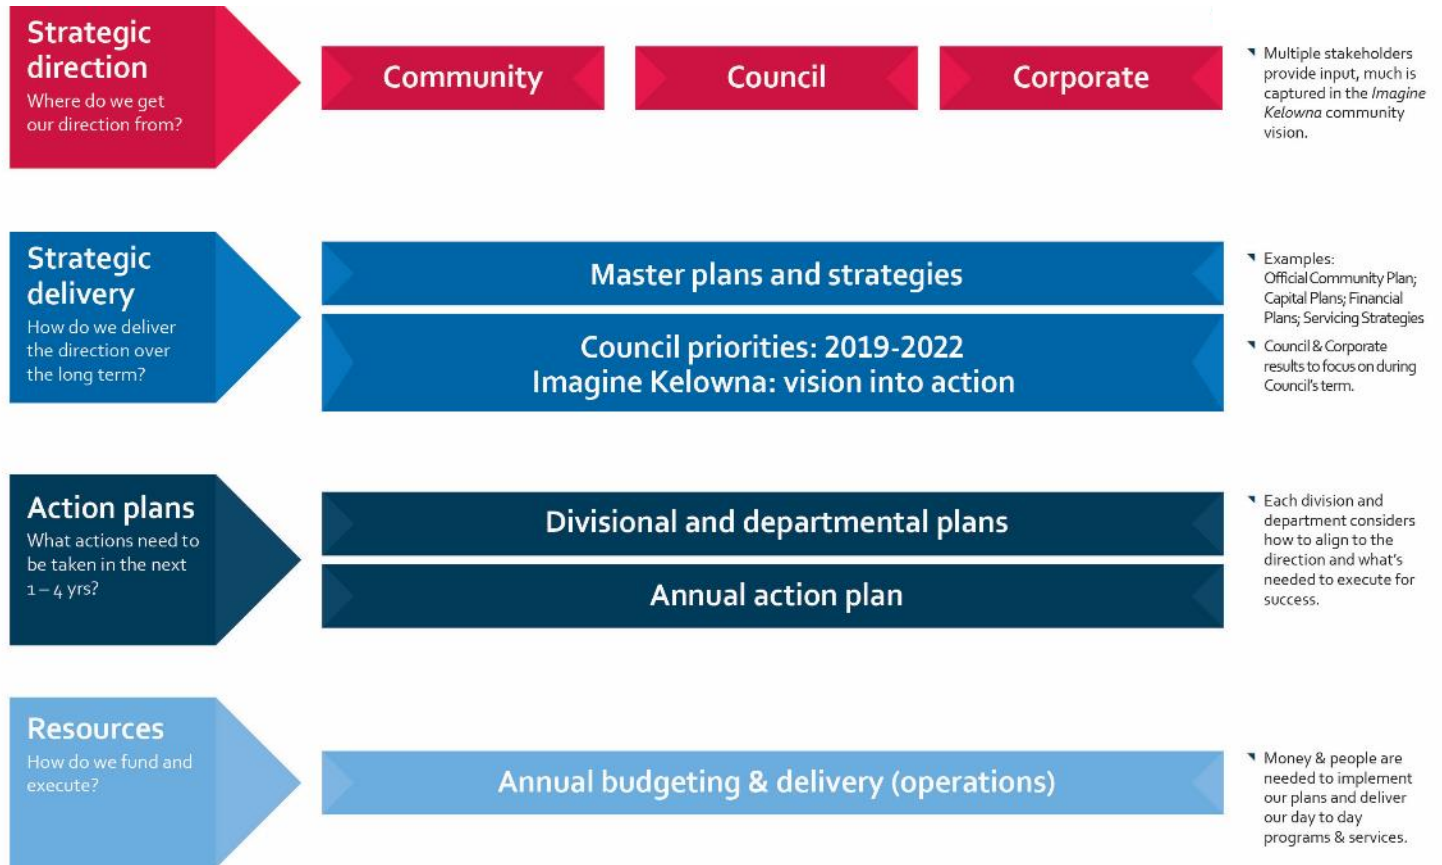 Strategic
direction
Where do we get
our direction from?
Community
Council
Corporate
Multiple stakeholders
provide input, much is
captured in the Imagine
Kelowna community
vision.
Strategic
delivery
How do we deliver
the direction over
the long term?
Master plans and strategies
Council priorities: 2019-2022
Imagine Kelowna: vision into action
Examples:
Official Community Plan;
Capital Plans; Financial
Plans; Servicing Strategies
Council & Corporate
results to focus on during
Council's term.
Action plans
What actions need to
be taken in the next
1 – 4 yrs?
Divisional and departmental plans
Annual action plan
Each division and
department considers
how to align to the
direction and what's
needed to execute for
success.
Resources
How do we fund and
execute?
Annual budgeting & delivery (operations)
Money & people are
needed to implement
our plans and deliver
our day to day
programs & services.